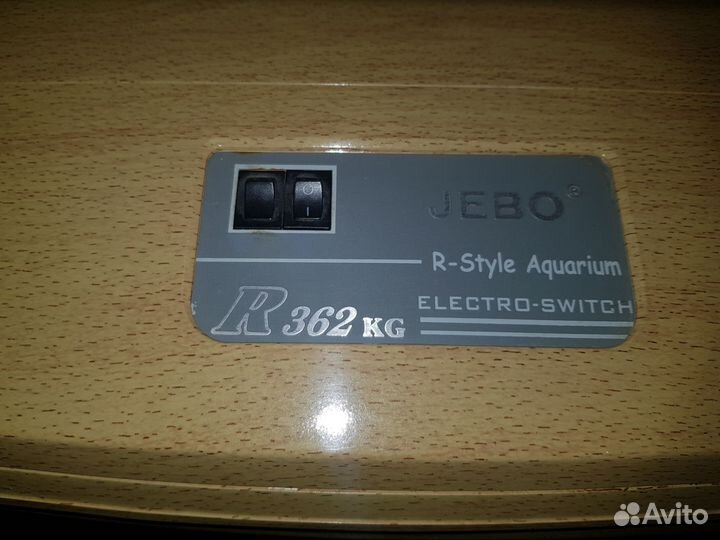 JEBO®
R-Style Aquarium
ELECTRO-SWITCH
R 362 KG
O
I
Avito